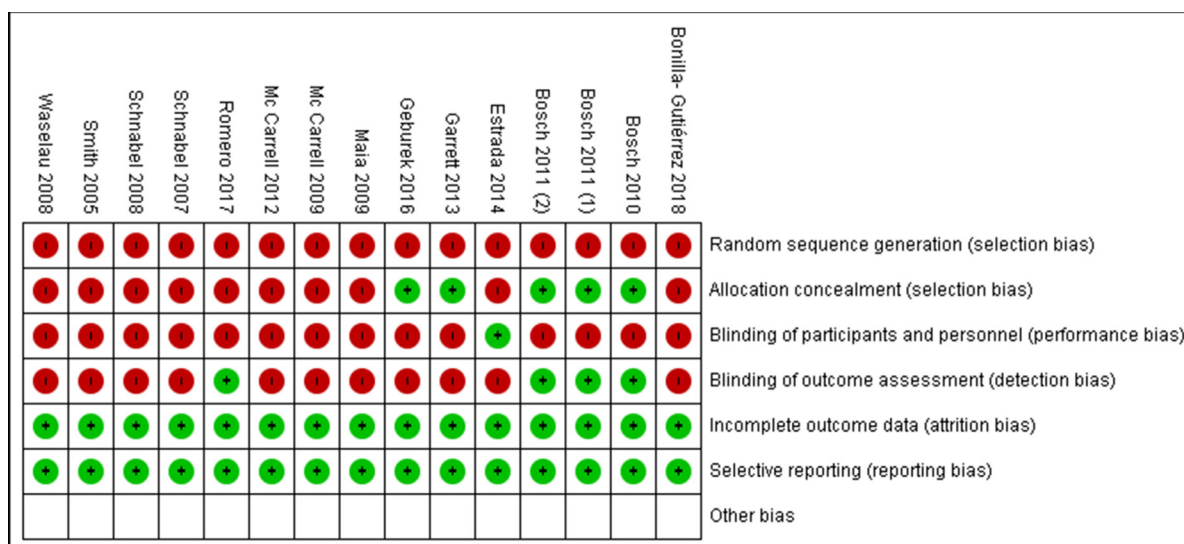 Waselau 2008
Smith 2005
Schnabel 2008
Schnabel 2007
Romero 2017
Mc Carrell 2012
Mc Carrell 2009
Maia 2009
Geburek 2016
Garrett 2013
Estrada 2014
Bosch 2011 (2)
Bosch 2011 (1)
Bosch 2010
Bonilla- Gutiérrez 2018
- - - - - - - - - - - - - - - Random sequence generation (selection bias)
- - - - - - - - + + - + + + - Allocation concealment (selection bias)
- - - - - - - - - - + - - - - Blinding of participants and personnel (performance bias)
- - - - + - - - - - - + + + - Blinding of outcome assessment (detection bias)
+ + + + + + + + + + + + + + + Incomplete outcome data (attrition bias)
+ + + + + + + + + + + + + + + Selective reporting (reporting bias)
Other bias